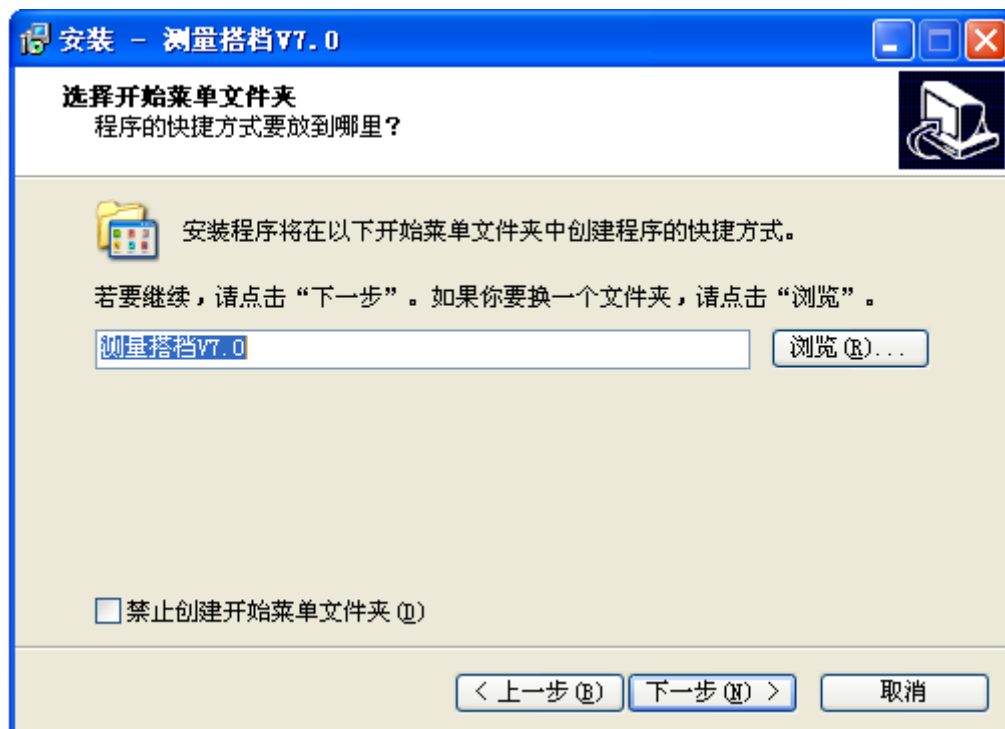 安装 - 测量搭档V7.0
选择开始菜单文件夹
程序的快捷方式要放到哪里？
安装程序将在以下开始菜单文件夹中创建程序的快捷方式。
若要继续，请点击“下一步”。如果你要换一个文件夹，请点击“浏览”。
测量搭档V7.0
浏览(R)...
禁止创建开始菜单文件夹(D)
< 上一步(B)
下一步(N) >
取消